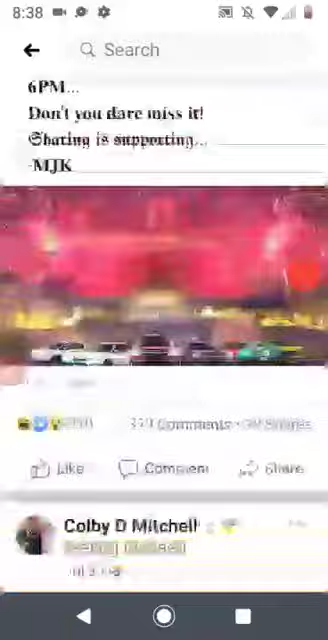 8:38
Search
6PM...
Don't you dare miss it!
Sharing is supporting...
-MJK
Comments
Like
Comment
Share
Colby D Mitchell